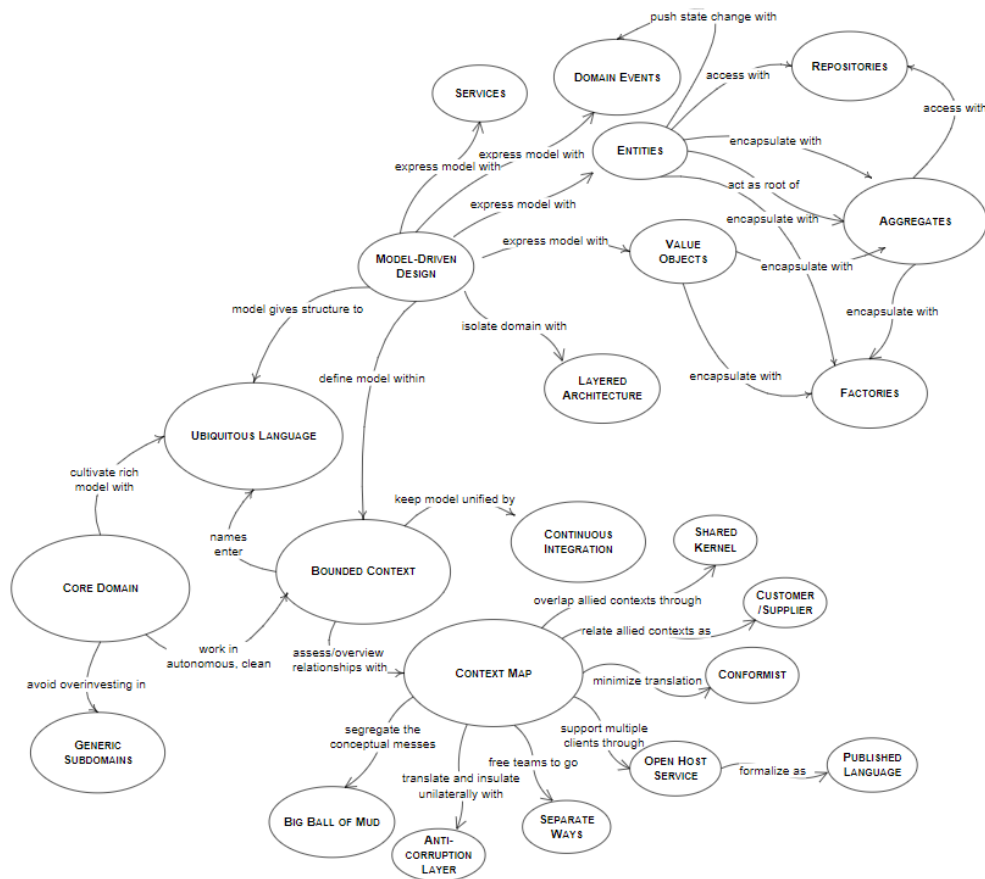 push state change with
DOMAIN EVENTS
access with
REPOSITORIES
SERVICES
access with
express model with
express model with
ENTITIES
encapsulate with
act as root of
express model with
encapsulate with
AGGREGATES
MODEL-DRIVEN
DESIGN
express model with
VALUE
OBJECTS
encapsulate with
model gives structure to
isolate domain with
encapsulate with
define model within
LAYERED
ARCHITECTURE
encapsulate with
FACTORIES
UBIQUITOUS LANGUAGE
cultivate rich
model with
keep model unified by
names
enter
CONTINUOUS
INTEGRATION
SHARED
KERNEL
CORE DOMAIN
BOUNDED CONTEXT
overlap allied contexts through
CUSTOMER
/SUPPLIER
relate allied contexts as
work in
autonomous, clean
assess/overview
relationships with
CONTEXT MAP
minimize translation
CONFORMIST
avoid overinvesting in
GENERIC
SUBDOMAINS
segregate the
conceptual messes
support multiple
clients through
free teams to go
OPEN HOST
SERVICE
formalize as
PUBLISHED
LANGUAGE
translate and insulate
unilaterally with
BIG BALL OF MUD
SEPARATE
WAYS
ANTI-
CORRUPTION
LAYER